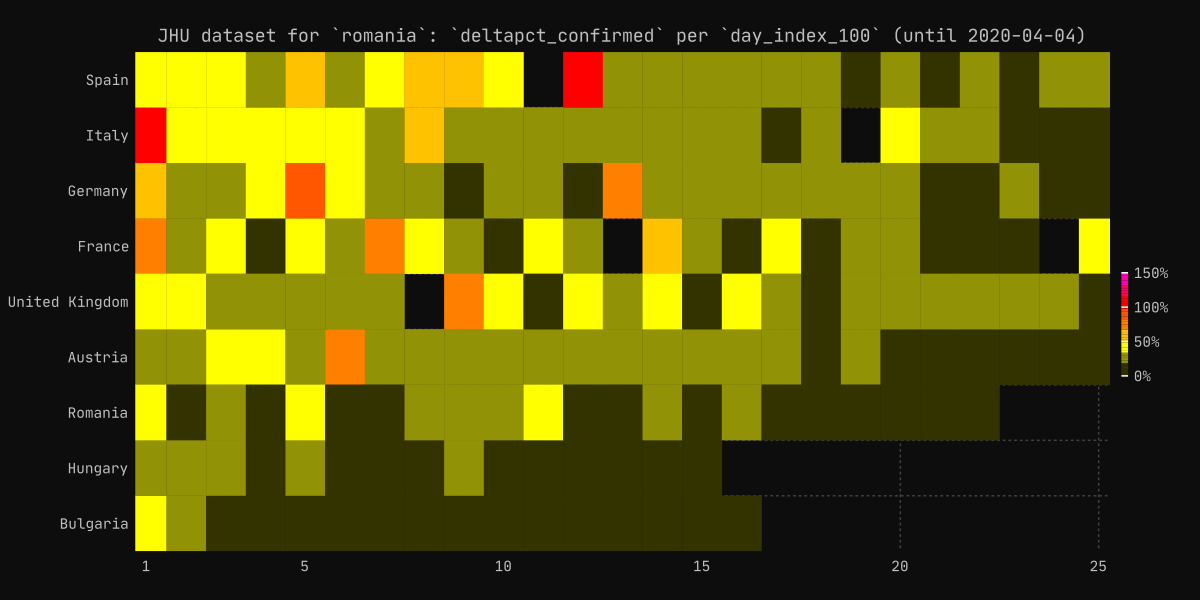 JHU dataset for `romania`: `deltapct_confirmed` per `day_index_100` (until 2020-04-04)
Spain
Italy
Germany
France
United Kingdom
Austria
Romania
Hungary
Bulgaria
150%
100%
50%
0%
1 5 10 15 20 25